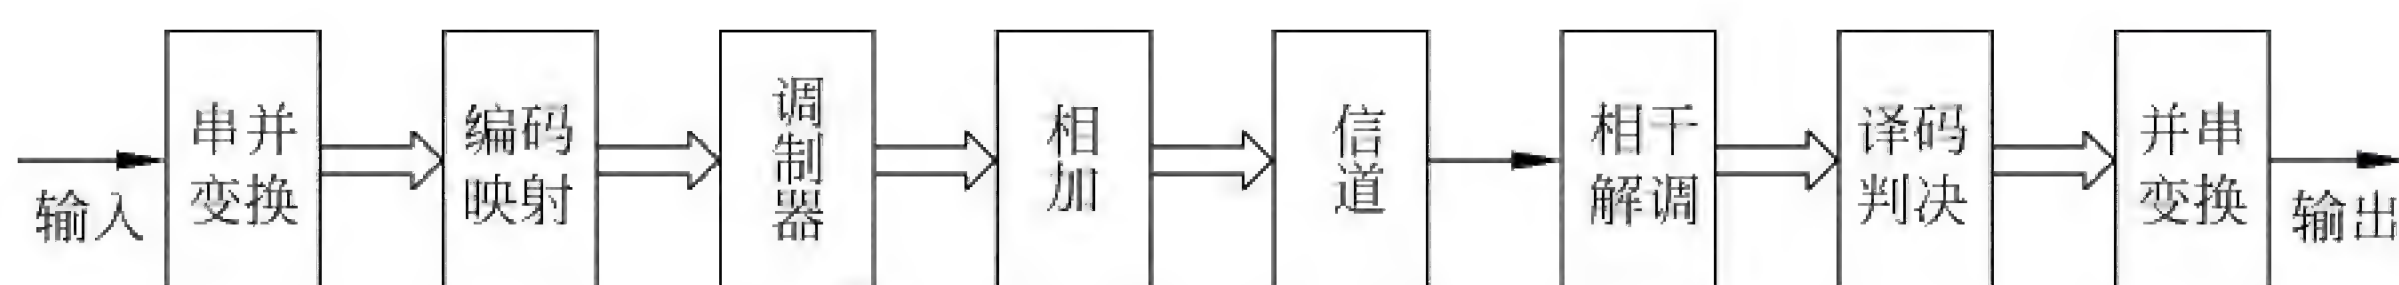 输入
串并
变换
编码
映射
调
制
器
相
加
信
道
相干
解调
译码
判决
并串
变换
输出